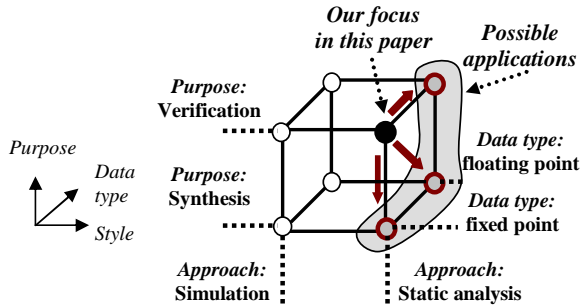 Our focus
in this paper
Possible
applications
Purpose:
Verification
Purpose
Data
type
Style
Purpose:
Synthesis
Data type:
floating point
Data type:
fixed point
Approach:
Simulation
Approach:
Static analysis